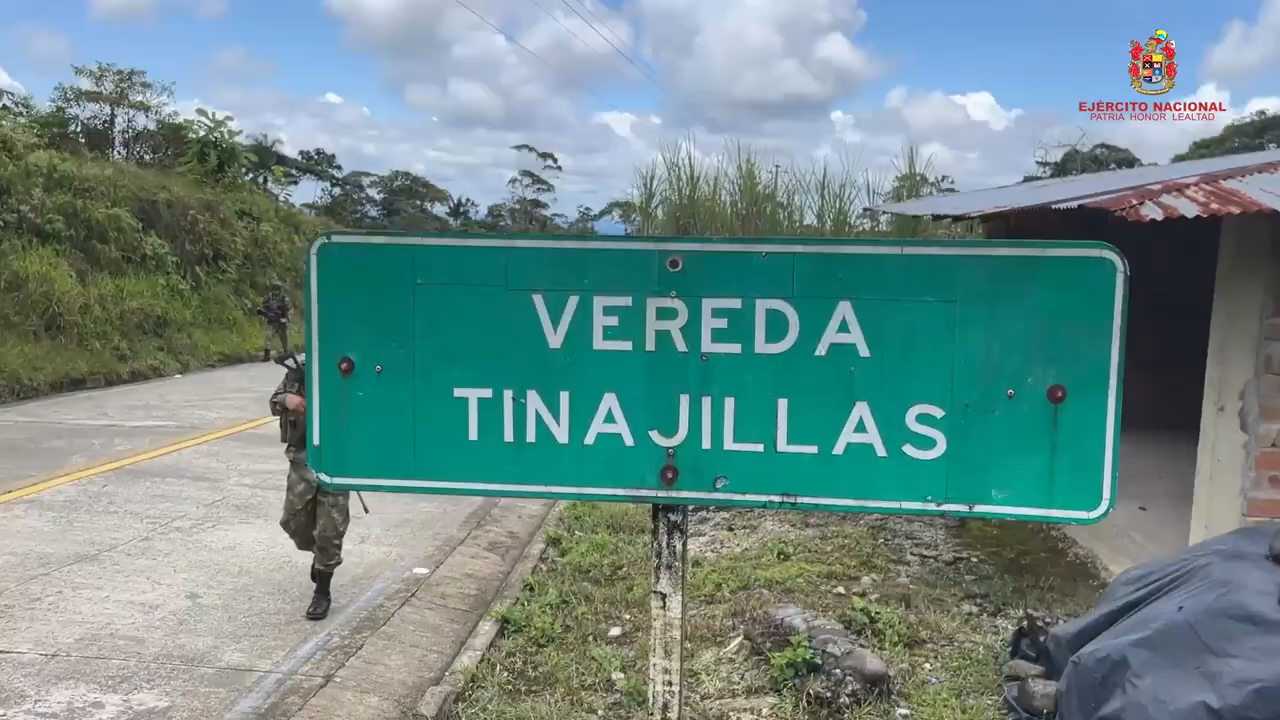 EJÉRCITO NACIONAL
PATRIA HONOR LEALTAD
VEREDA
TINAJILLAS